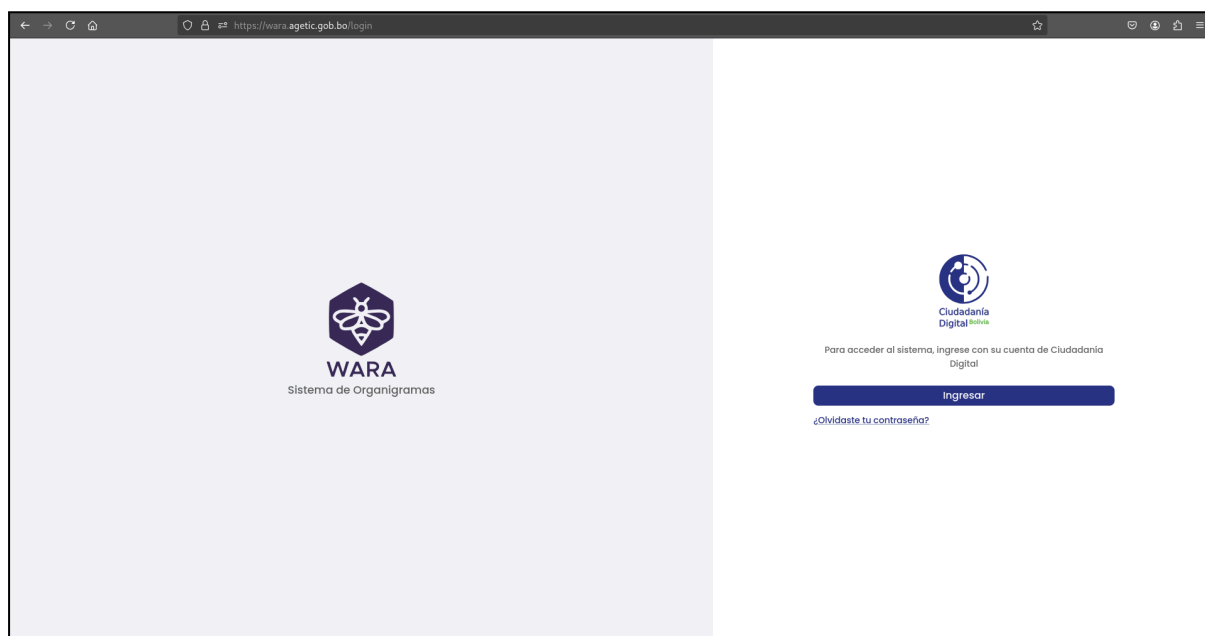 https://wara.agetic.gob.bo/login
WARA
Sistema de Organigramas
Ciudadanía
Digital Bolivia
Para acceder al sistema, ingrese con su cuenta de Ciudadanía
Digital
Ingresar
¿Olvidaste tu contraseña?